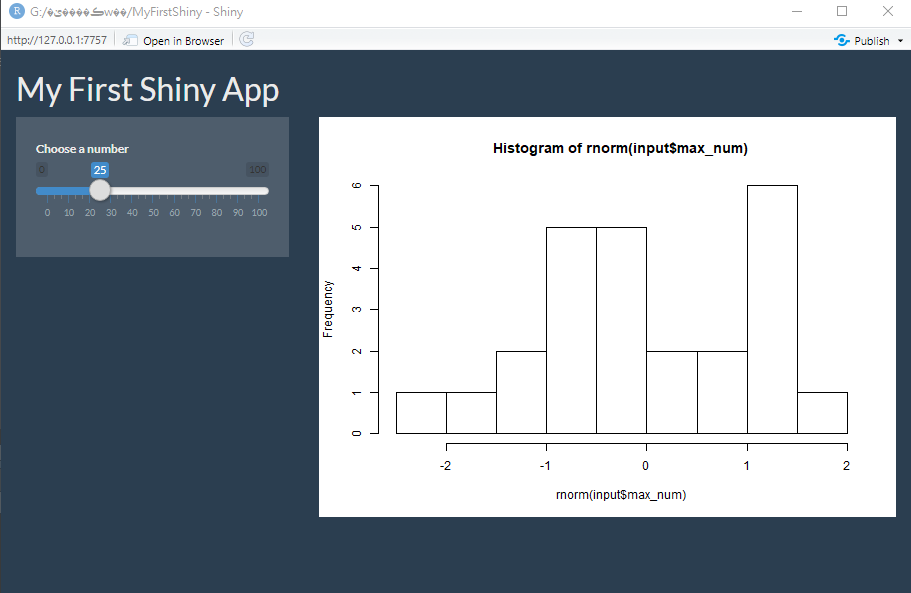 /MyFirstShiny - Shiny
http://127.0.0.1:7757 Open in Browser Publish
My First Shiny App
Choose a number
0 25 100
0 10 20 30 40 50 60 70 80 90 100
Histogram of rnorm(input$max_num)
Frequency
6
5
4
3
2
1
0
-2 -1 0 1 2
rnorm(input$max_num)